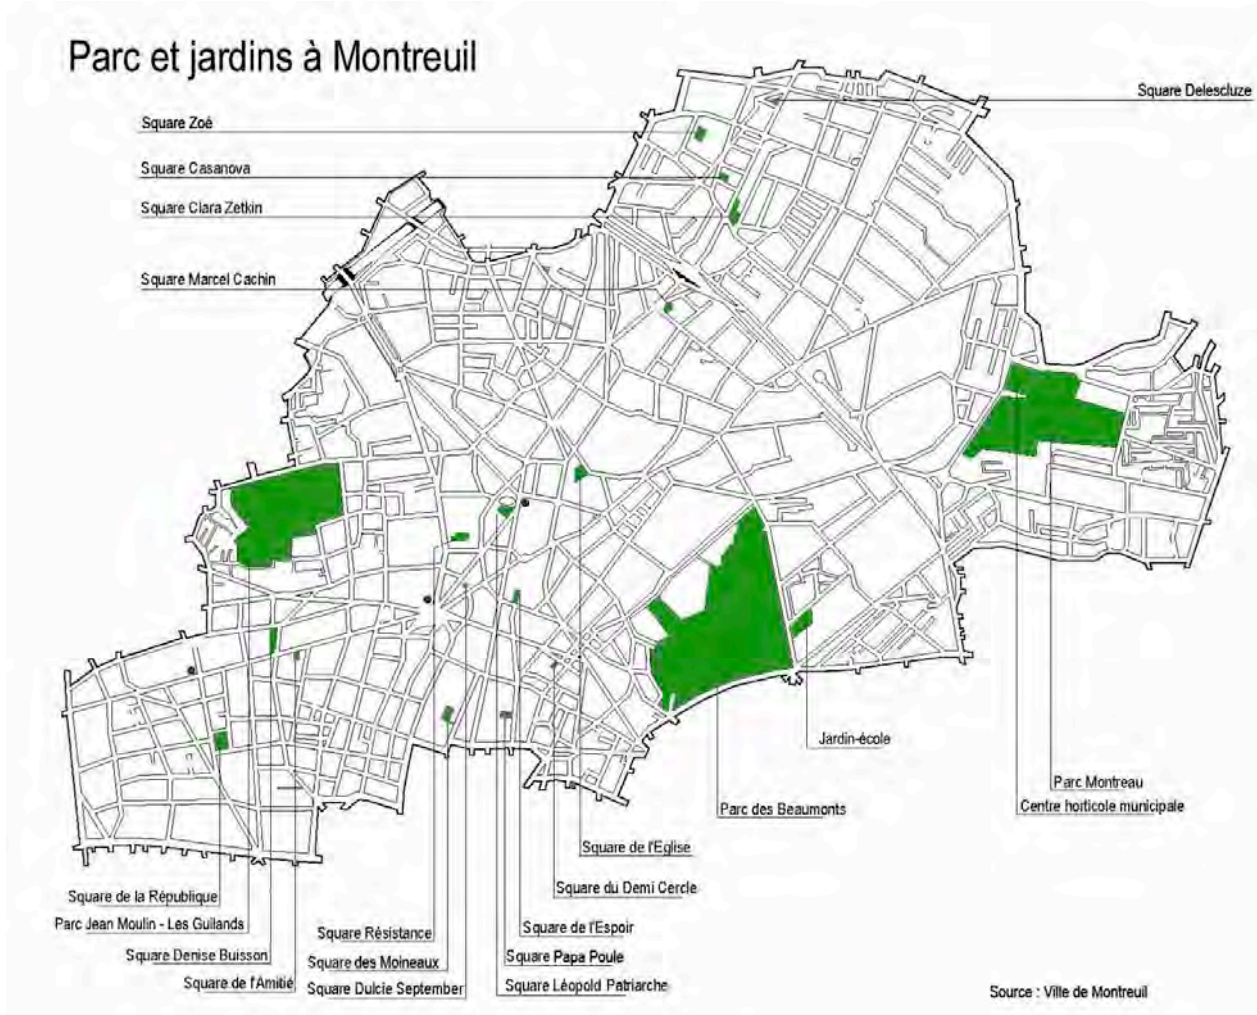 Parc et jardins à Montreuil
Square Delescluze
Square Zoé
Square Casanova
Square Clara Zetkin
Square Marcel Cachin
Jardin-école
Parc Montreau
Centre horticole municipale
Parc des Beaumonts
Square de l'Eglise
Square du Demi Cercle
Square de la République
Parc Jean Moulin - Les Guilands
Square de l'Espoir
Square Résistance
Square Denise Buisson
Square Papa Poule
Square des Moineaux
Square de l'Amitié
Square Dulcie September
Square Léopold Patriarche
Source : Ville de Montreuil